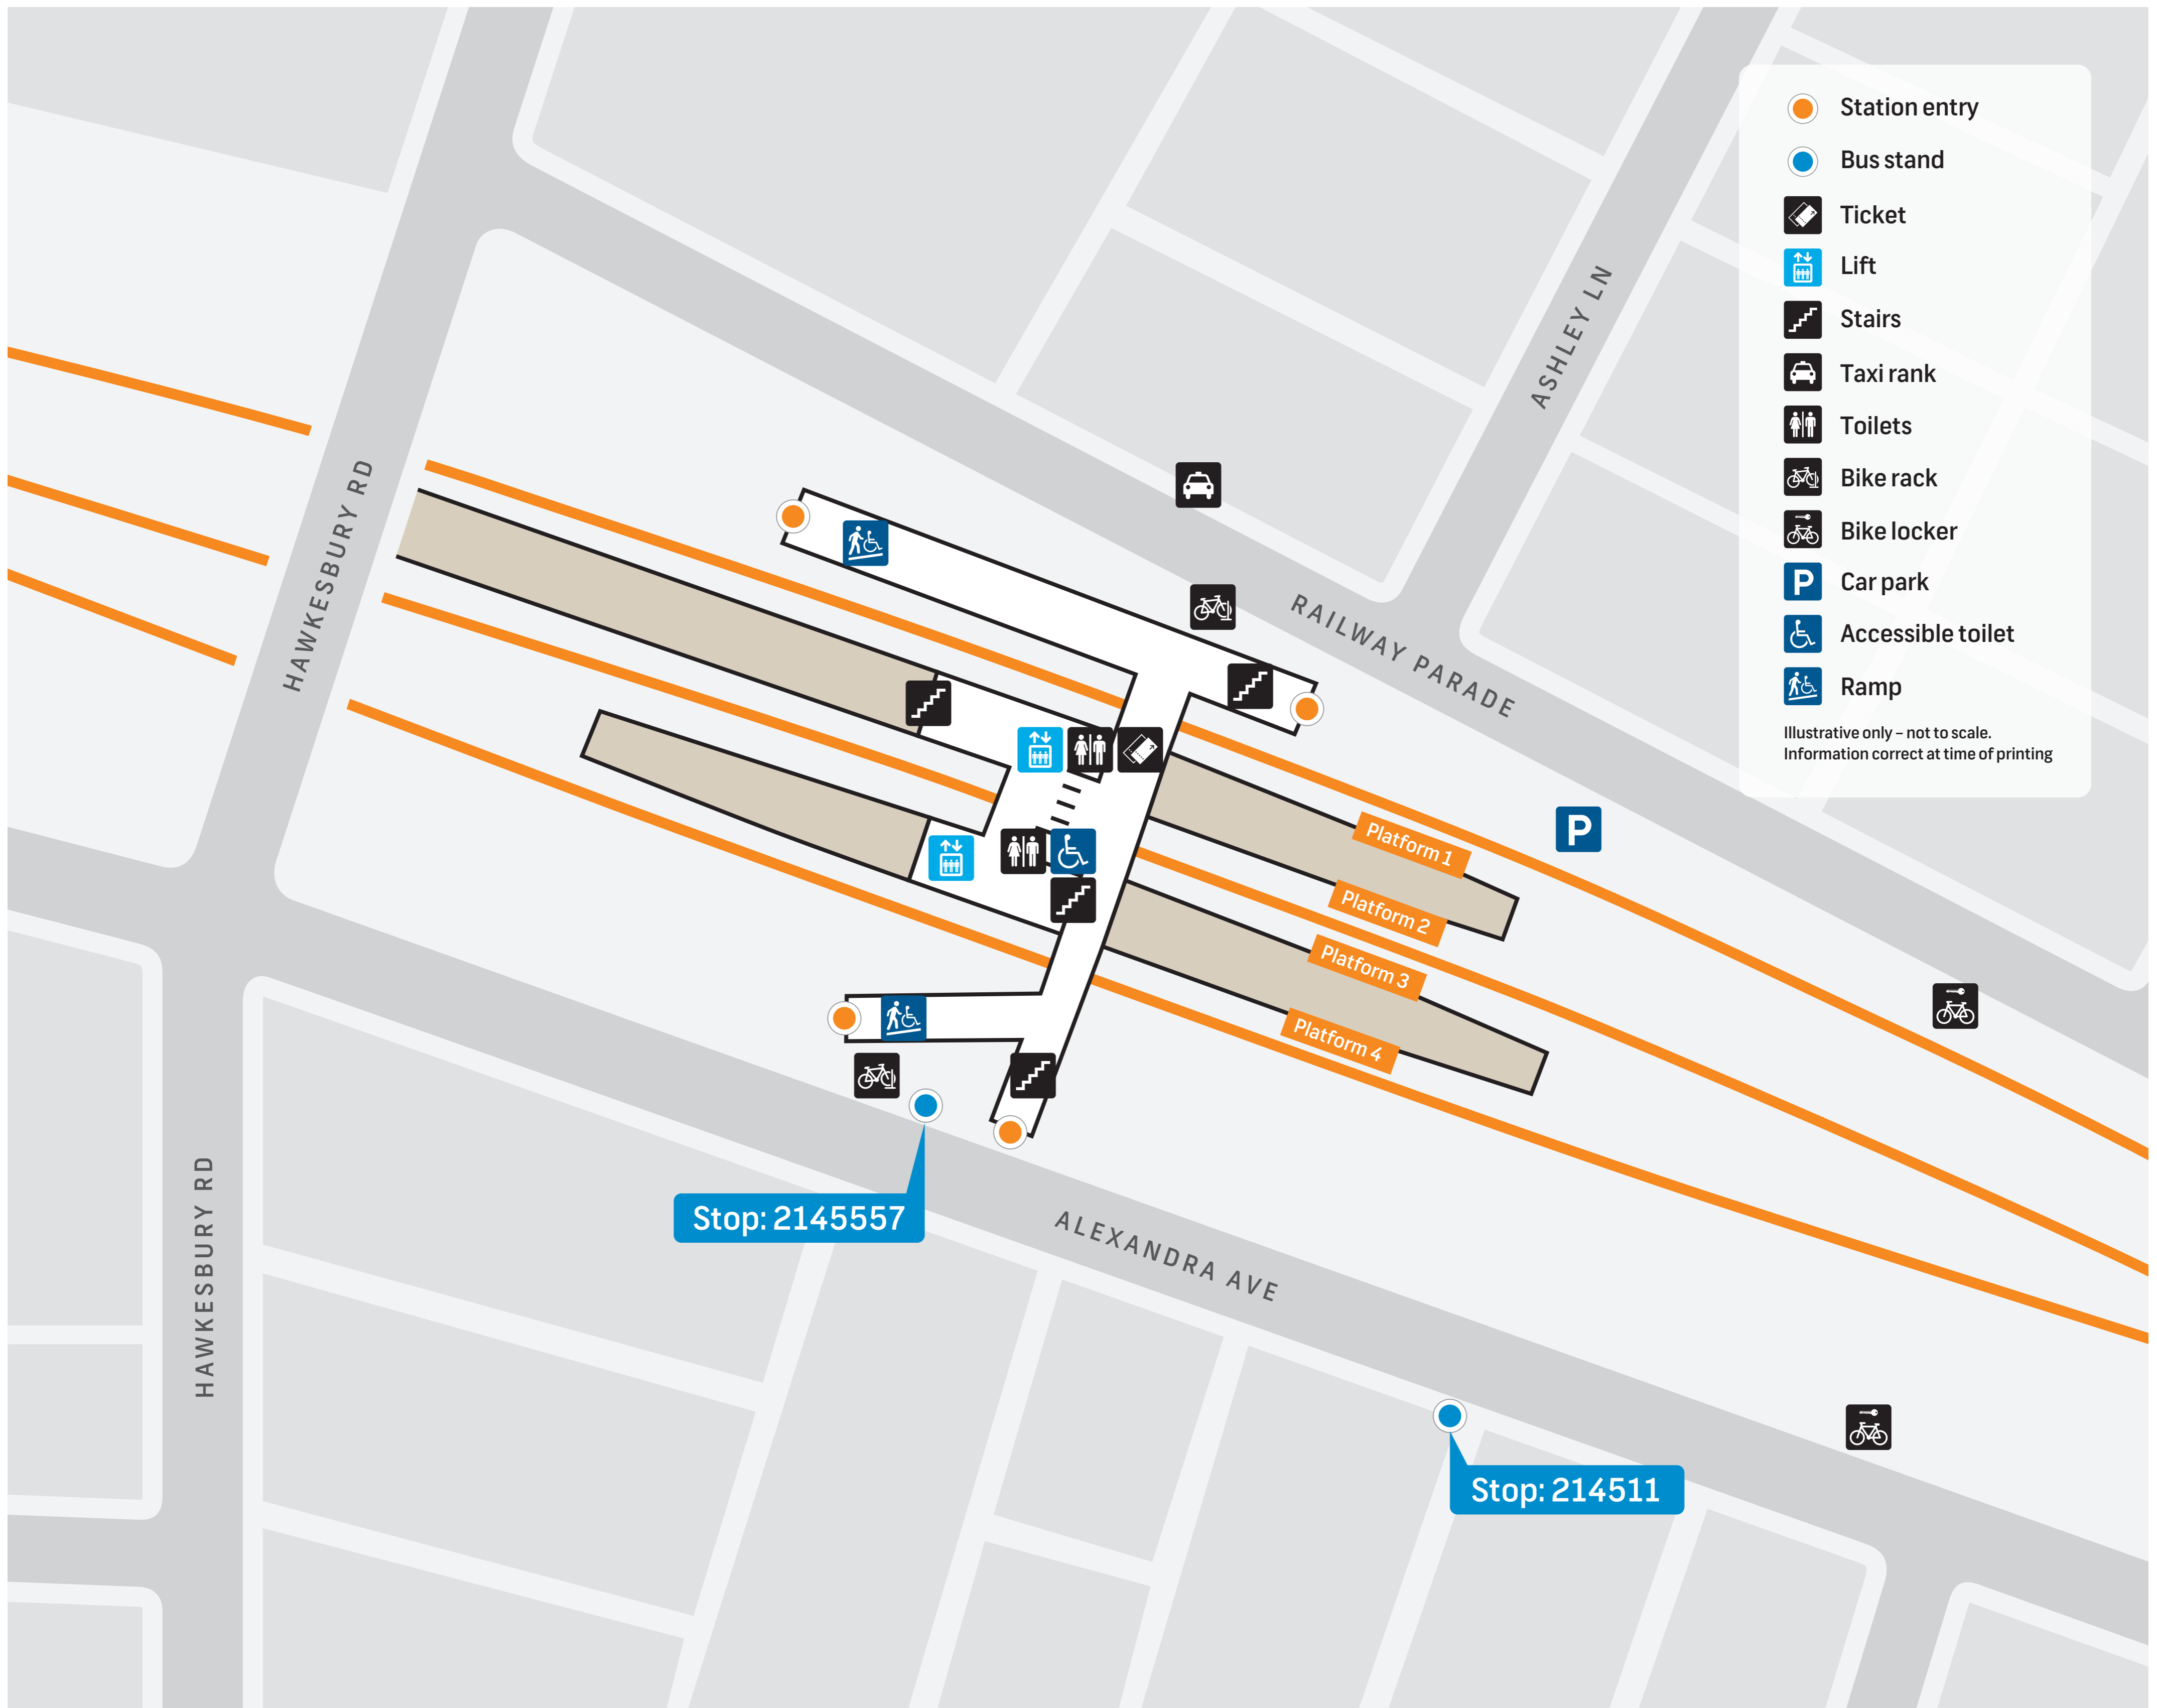 Station entry
Bus stand
Ticket
Lift
Stairs
Taxi rank
Toilets
Bike rack
Bike locker
P Car park
Accessible toilet
Ramp
Illustrative only – not to scale.
Information correct at time of printing
ASHLEY LN
HAWKESBURY RD
RAILWAY PARADE
P
Platform 1
Platform 2
Platform 3
Platform 4
Stop: 2145557
ALEXANDRA AVE
HAWKESBURY RD
Stop: 214511